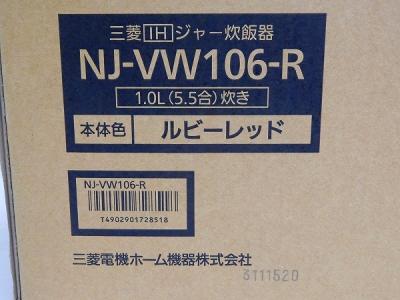 三菱 IH ジャー炊飯器
NJ-VW106-R
1.0L(5.5合)炊き
本体色 ルビーレッド
NJ-VW106-R
T4902901728518
三菱電機ホーム機器株式会社
3111520